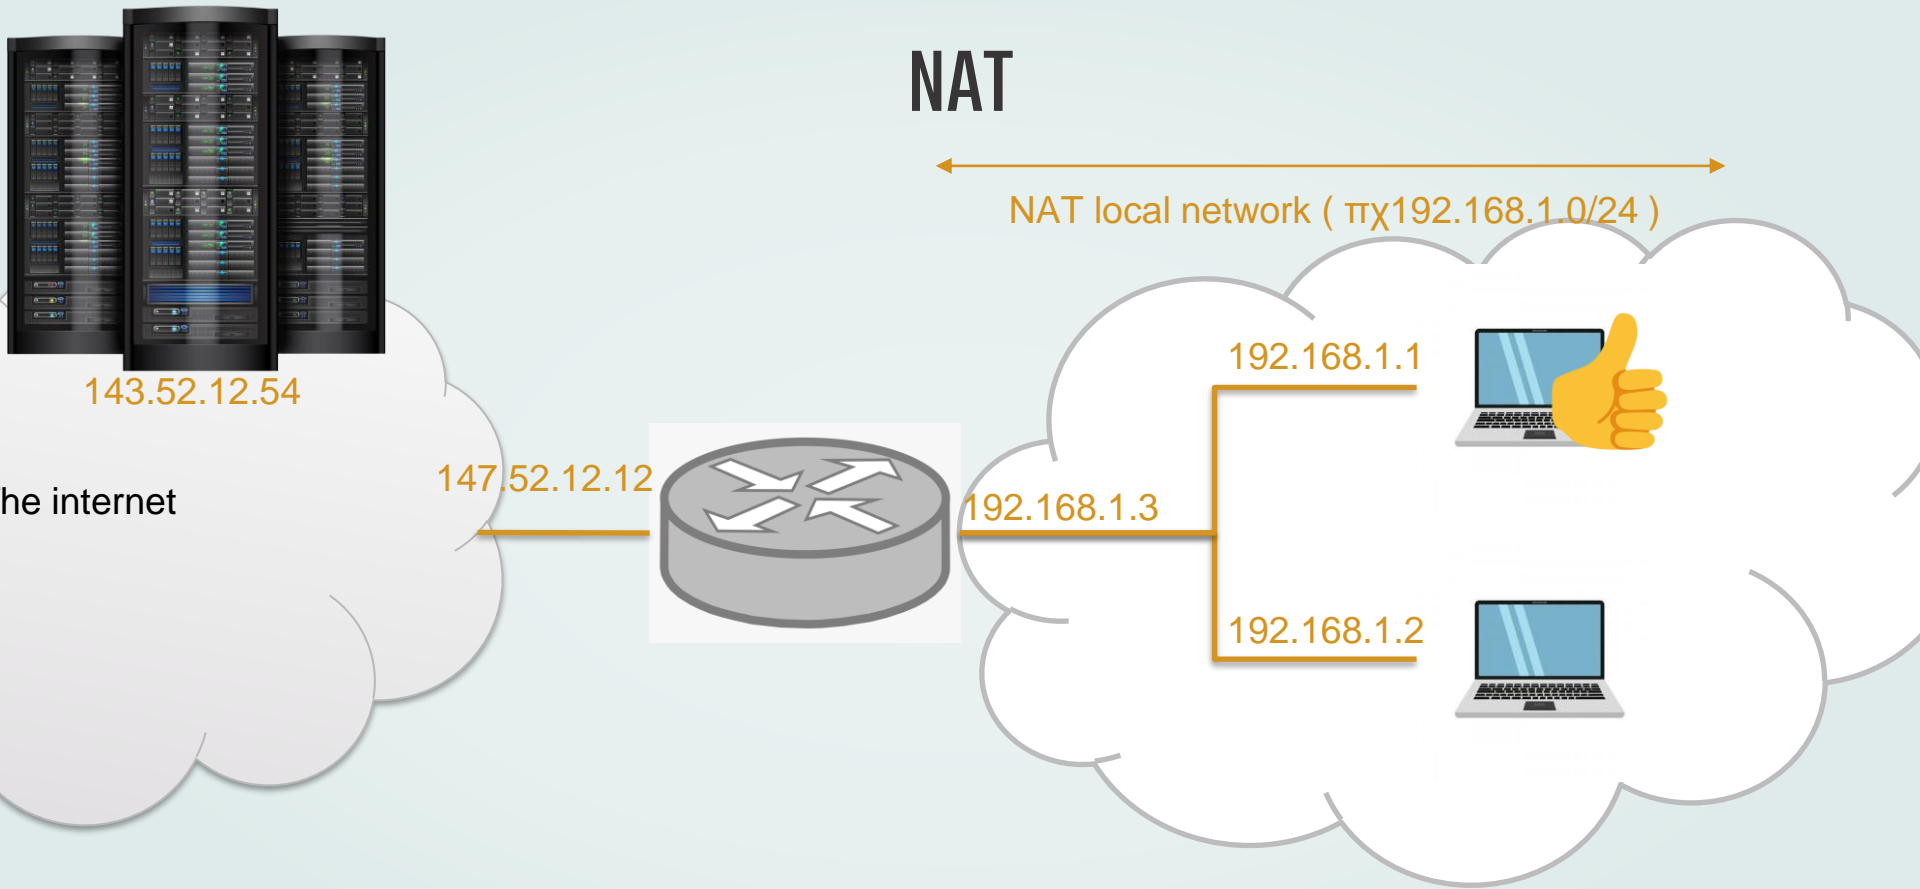 NAT
NAT local network ( πχ192.168.1.0/24 )
192.168.1.1
143.52.12.54
147.52.12.12
he internet
192.168.1.3
192.168.1.2